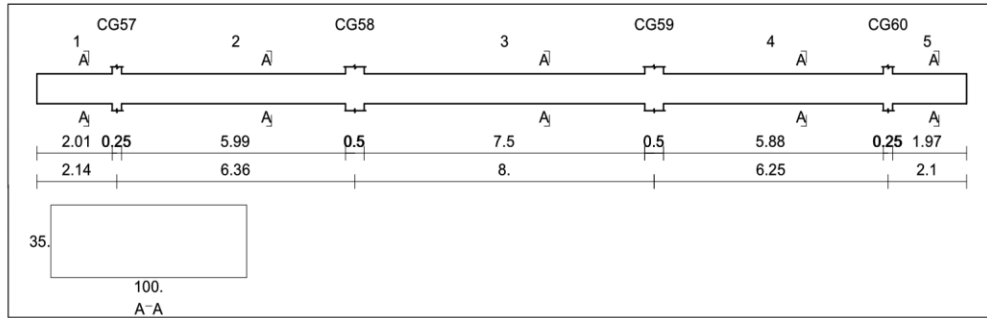 CG57 CG58 CG59 CG60
1 2 3 4 5
A A A A A
A A A A A
2.01 0.25 5.99 0.5 7.5 0.5 5.88 0.25 1.97
2.14 6.36 8. 6.25 2.1
35.
100.
A-A